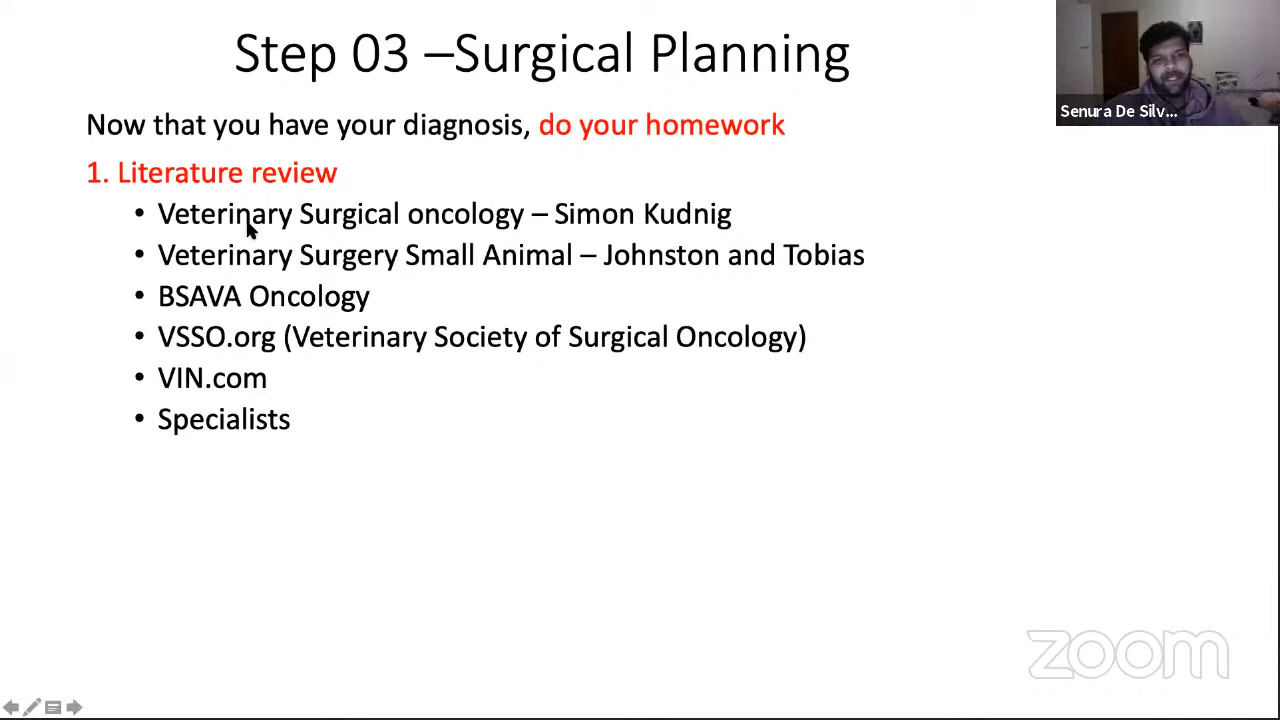 Step 03 –Surgical Planning
Senura De Silv...
Now that you have your diagnosis, do your homework
1. Literature review
• Veterinary Surgical oncology – Simon Kudnig
• Veterinary Surgery Small Animal – Johnston and Tobias
• BSAVA Oncology
• VSSO.org (Veterinary Society of Surgical Oncology)
• VIN.com
• Specialists
zoom